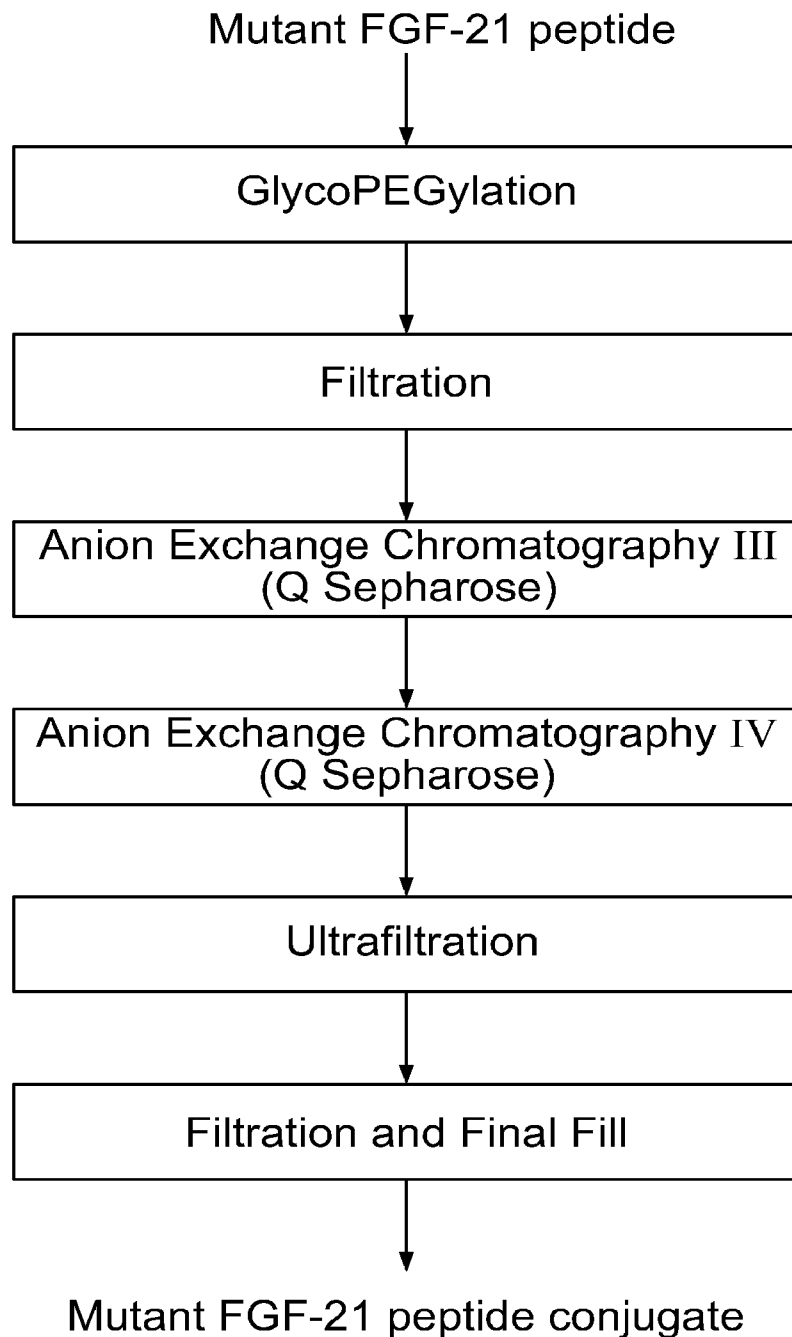 Mutant FGF-21 peptide
GlycoPEGylation
Filtration
Anion Exchange Chromatography III
(Q Sepharose)
Anion Exchange Chromatography IV
(Q Sepharose)
Ultrafiltration
Filtration and Final Fill
Mutant FGF-21 peptide conjugate